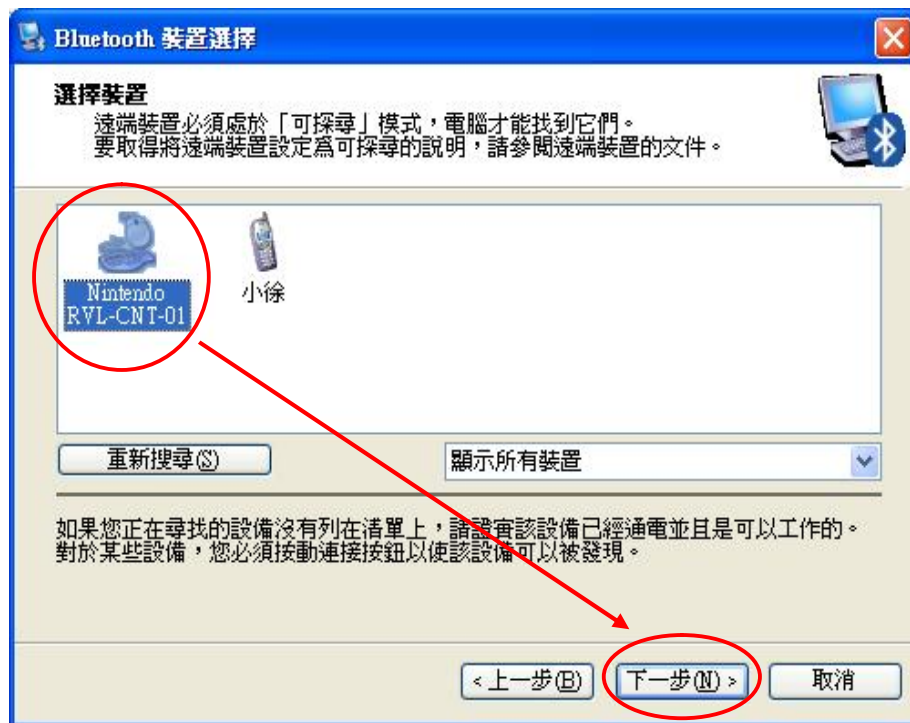 Bluetooth 裝置選擇
選擇裝置
遠端裝置必須處於「可探尋」模式，電腦才能找到它們。
要取得將遠端裝置設定為可探尋的說明，請參閱遠端裝置的文件。
Nintendo
RVL-CNT-01
小徐
重新搜尋(S)
顯示所有裝置
如果您正在尋找的設備沒有列在清單上，請證實該設備已經通電並且是可以工作的。
對於某些設備，您必須按動連接按鈕以使該設備可以被發現。
<上一步(B)
下一步(N)>
取消